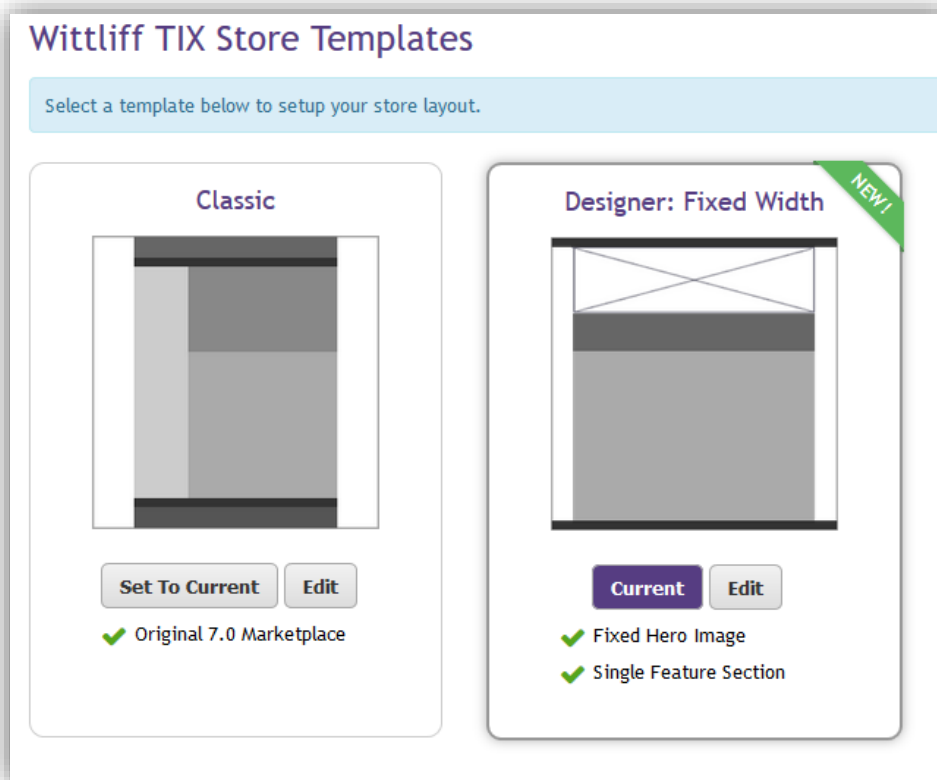 Wittliff TIX Store Templates
Select a template below to setup your store layout.
Classic
Set To Current
Edit
Original 7.0 Marketplace
Designer: Fixed Width
NEW!
Current
Edit
Fixed Hero Image
Single Feature Section